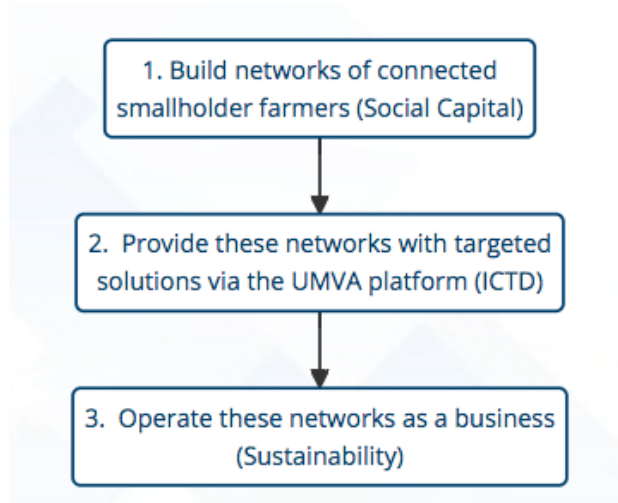 1. Build networks of connected
smallholder farmers (Social Capital)
2.  Provide these networks with targeted
solutions via the UMVA platform (ICTD)
3.  Operate these networks as a business
(Sustainability)